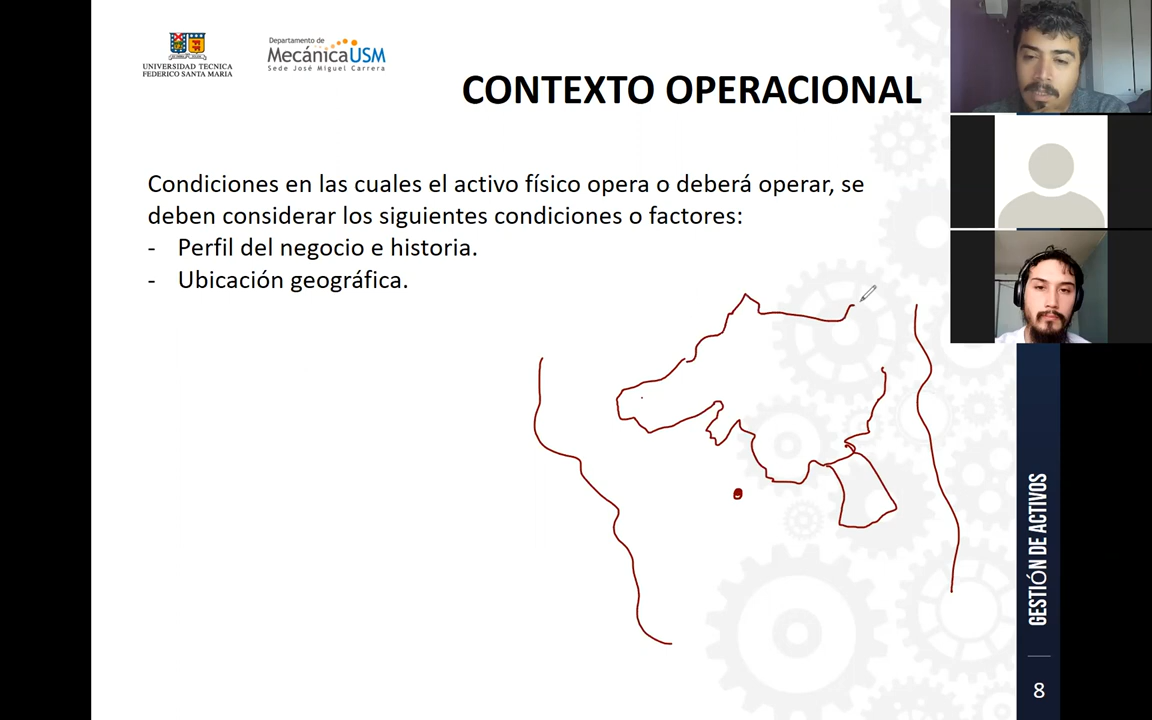 UNIVERSIDAD TECNICA
FEDERICO SANTA MARIA
Departamento de
MecánicaUSM
Sede José Miguel Carrera
CONTEXTO OPERACIONAL
Condiciones en las cuales el activo físico opera o deberá operar, se
deben considerar los siguientes condiciones o factores:
- Perfil del negocio e historia.
- Ubicación geográfica.
GESTIÓN DE ACTIVOS
8